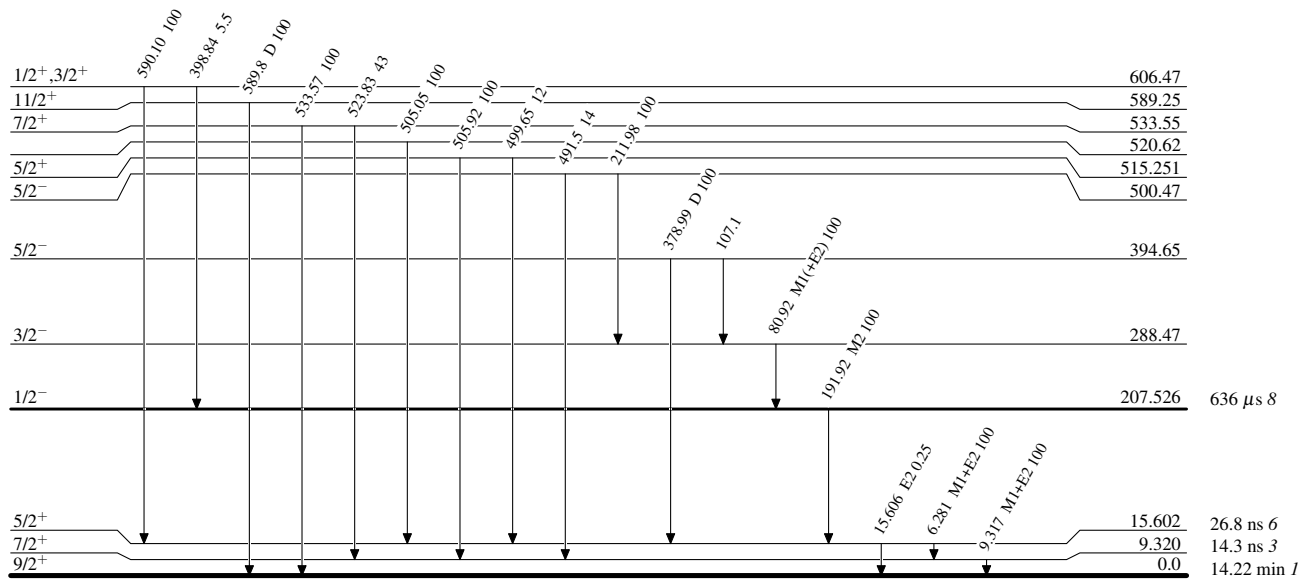 590.10 100
398.84 5.5
589.8 D 100
533.57 100
523.83 43
505.05 100
505.92 100
499.65 12
491.5 14
211.98 100
378.99 D 100
107.1
80.92 M1(+E2) 100
191.92 M2 100
15.606 E2 0.25
6.281 M1+E2 100
9.317 M1+E2 100
1/2⁺,3/2⁺ 606.47
11/2⁺ 589.25
7/2⁺ 533.55
520.62
5/2⁺ 515.251
5/2⁻ 500.47
5/2⁻ 394.65
3/2⁻ 288.47
1/2⁻ 207.526 636 μs 8
5/2⁺ 15.602 26.8 ns 6
7/2⁺ 9.320 14.3 ns 3
9/2⁺ 0.0 14.22 min 1